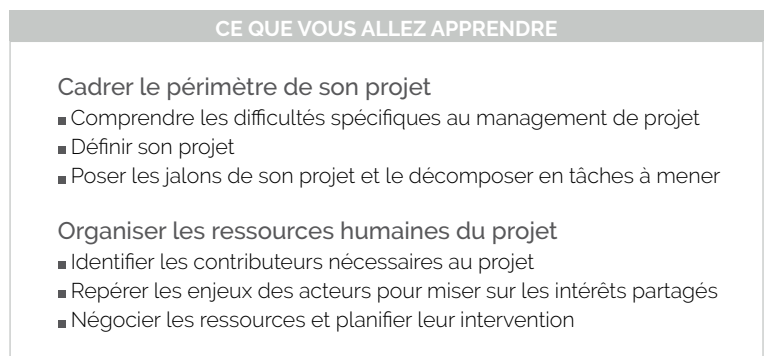 CE QUE VOUS ALLEZ APPRENDRE
Cadrer le périmètre de son projet
■ Comprendre les difficultés spécifiques au management de projet
■ Définir son projet
■ Poser les jalons de son projet et le décomposer en tâches à mener
Organiser les ressources humaines du projet
■ Identifier les contributeurs nécessaires au projet
■ Repérer les enjeux des acteurs pour miser sur les intérêts partagés
■ Négocier les ressources et planifier leur intervention